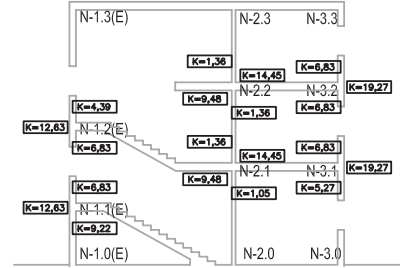 N-1.3(E) N-2.3 N-3.3
K=1,36 K=6,83
K=14,45
K=19,27
N-2.2 N-3.2
K=9,48
K=4,39 K=6,83
K=1,36
K=12,63 N-1.2(E)
K=1,36
K=6,83 K=6,83
K=14,45
K=19,27
N-2.1 N-3.1
K=9,48
K=6,83 K=5,27
K=1,05
K=12,63 N-1.1(E)
K=9,22
N-1.0(E) N-2.0 N-3.0